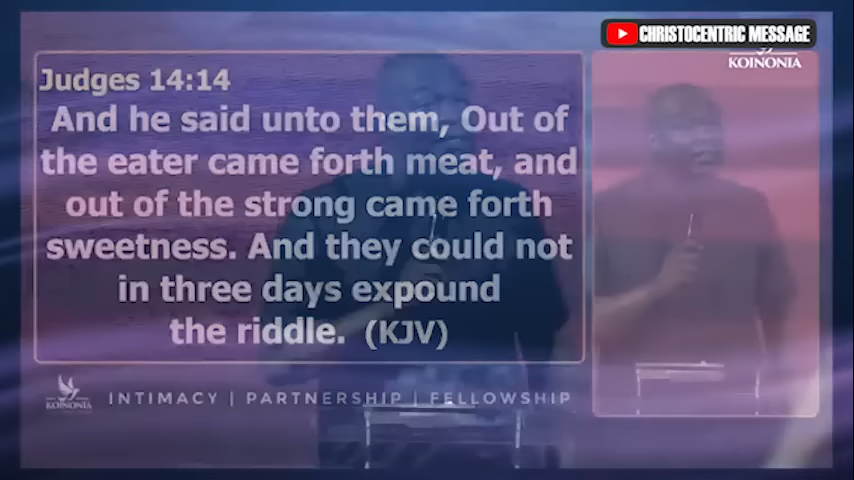 CHRISTOCENTRIC MESSAGE
KOINONIA
Judges 14:14
And he said unto them, Out of
the eater came forth meat, and
out of the strong came forth
sweetness. And they could not
in three days expound
the riddle. (KJV)
KOINONIA
INTIMACY | PARTNERSHIP | FELLOWSHIP